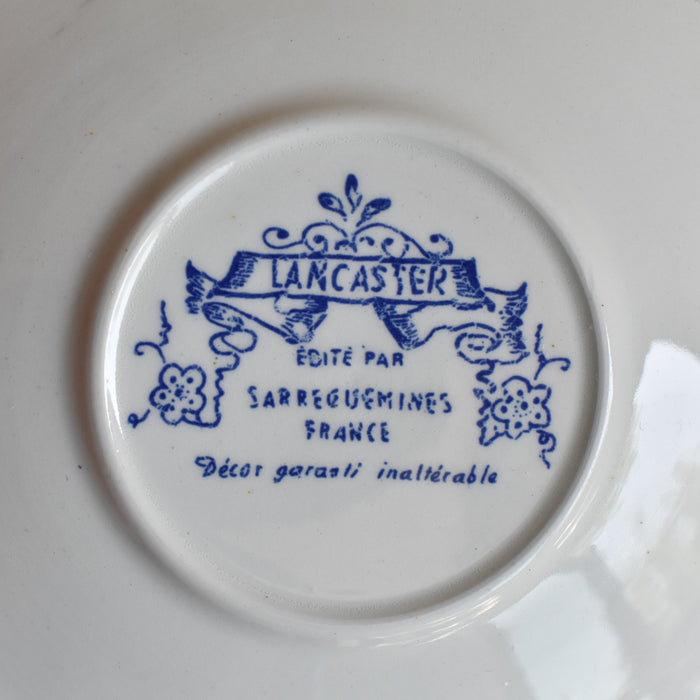 LANCASTER
ÉDITÉ PAR
SARREGUEMINES
FRANCE
Décor garanti inaltérable